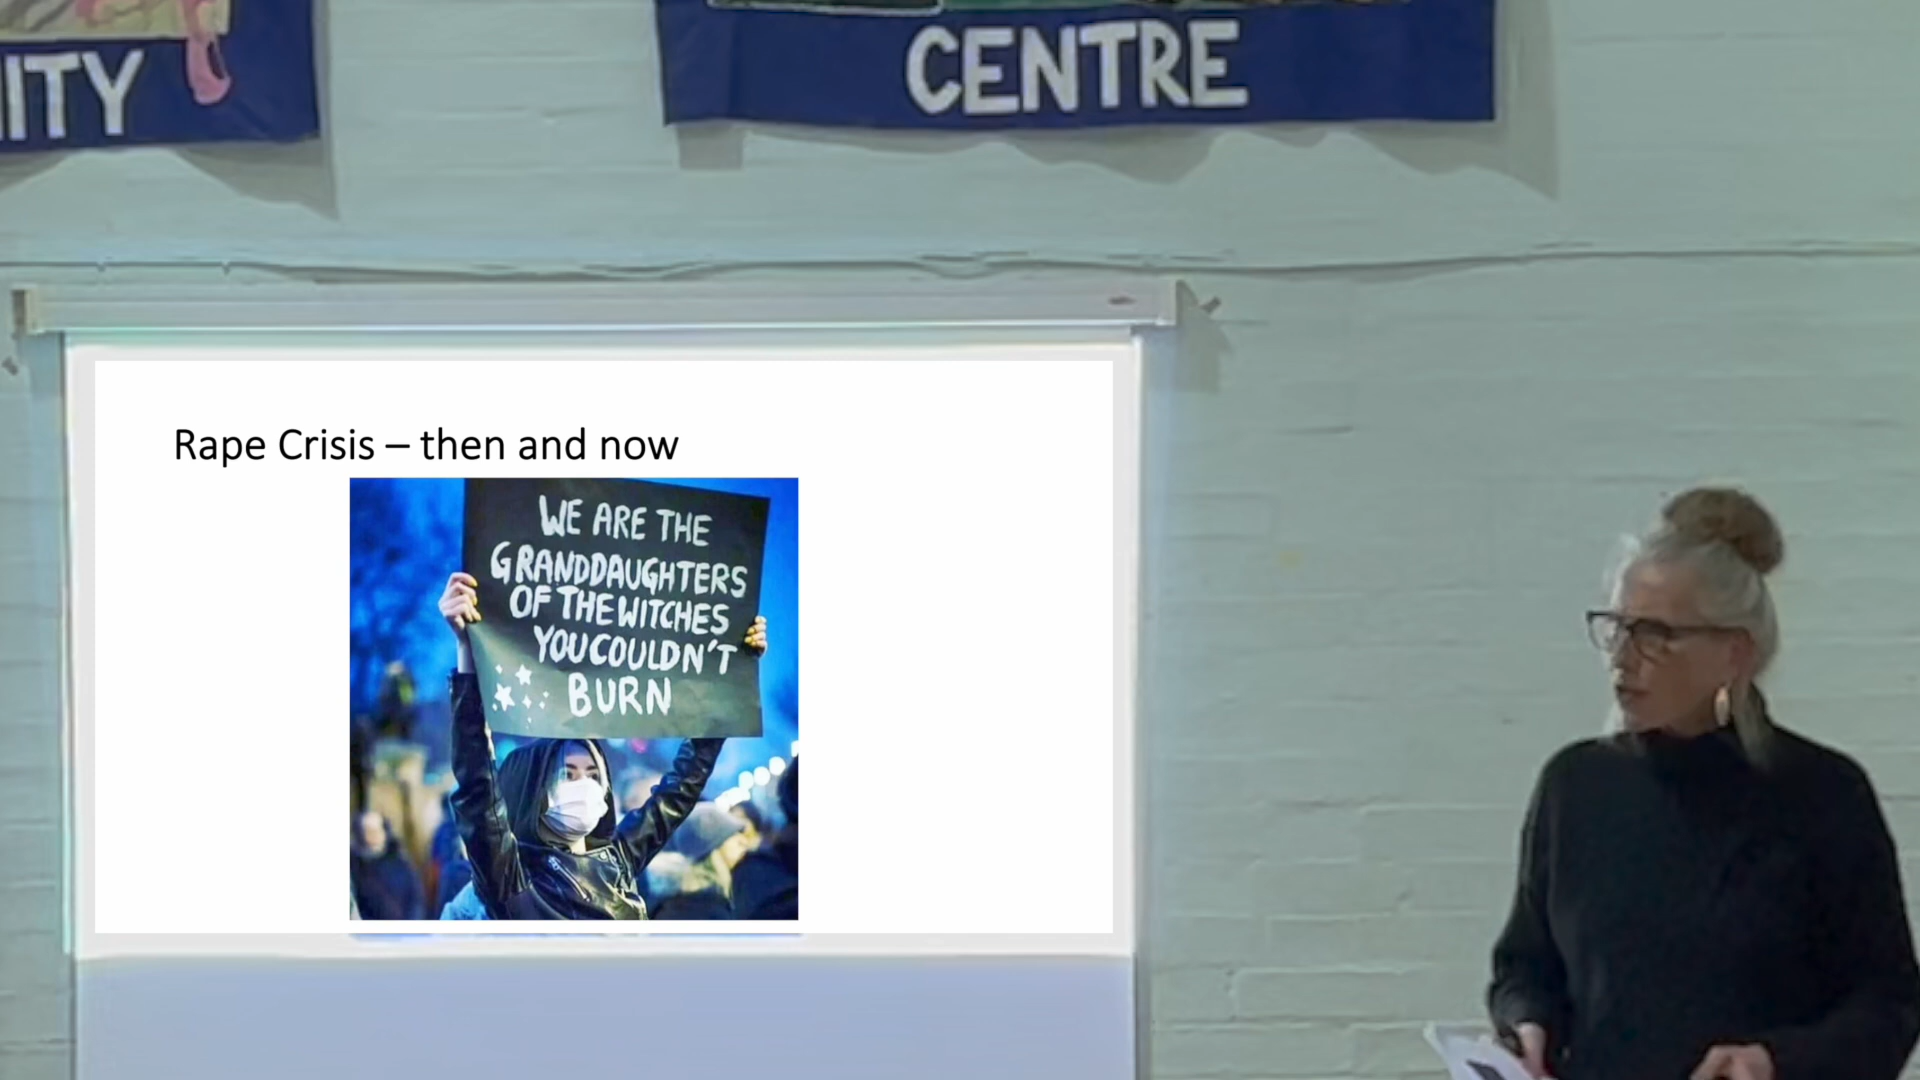 ITY
CENTRE
Rape Crisis – then and now
WE ARE THE
GRANDDAUGHTERS
OF THE WITCHES
YOU COULDN'T
BURN